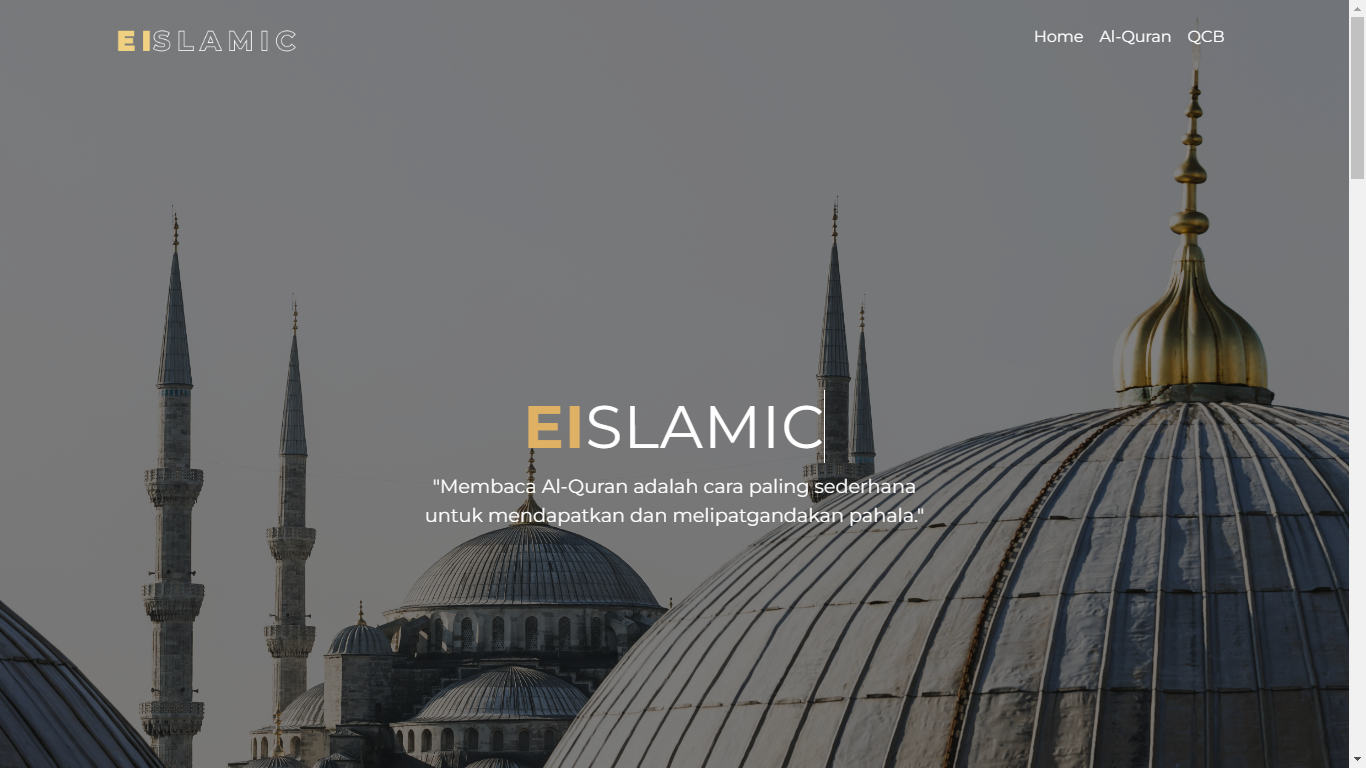 EISLAMIC
Home Al-Quran QCB
EISLAMIC
"Membaca Al-Quran adalah cara paling sederhana
untuk mendapatkan dan melipatgandakan pahala."